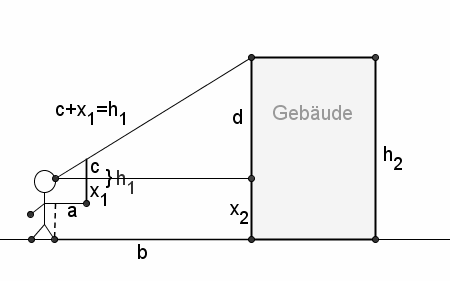 Gebäude
d
c+x₁=h₁
h₂
c
}h₁
x₁
a
x₂
b